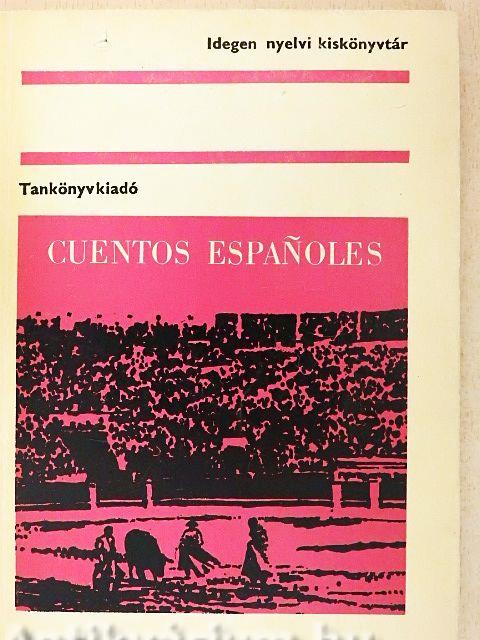 Idegen nyelvi kiskönyvtár
Tankönyvkiadó
CUENTOS ESPAÑOLES